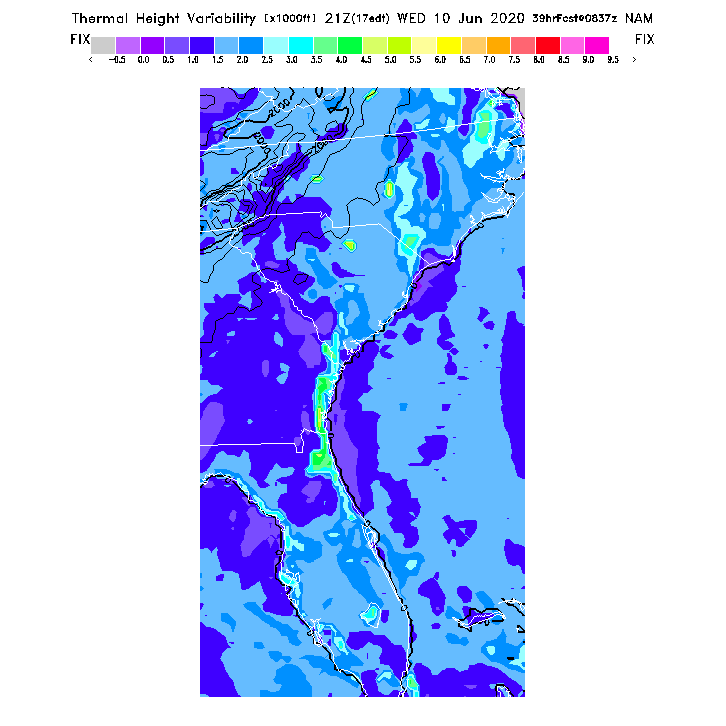 Thermal Height Variability [x1000ft] 21Z(17edt) WED 10 Jun 2020 39hrFcst@0837z NAM
FIX FIX
< -0.5 0.0 0.5 1.0 1.5 2.0 2.5 3.0 3.5 4.0 4.5 5.0 5.5 6.0 6.5 7.0 7.5 8.0 8.5 9.0 9.5 >
2000
2000